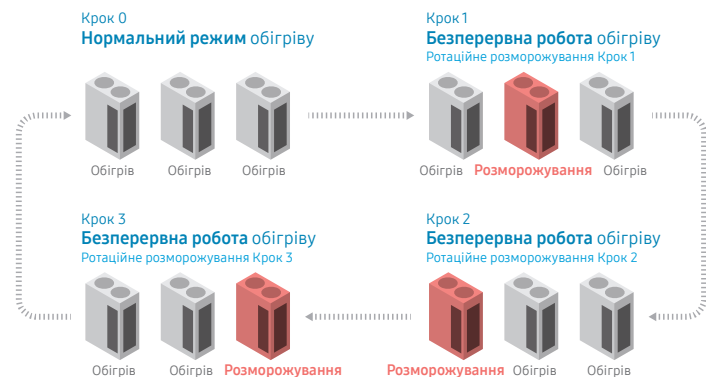 Крок 0
Нормальний режим обігріву
Обігрів Обігрів Обігрів
Крок 1
Безперервна робота обігріву
Ротаційне розморожування Крок 1
Обігрів Розморожування Обігрів
Крок 3
Безперервна робота обігріву
Ротаційне розморожування Крок 3
Обігрів Обігрів Розморожування
Крок 2
Безперервна робота обігріву
Ротаційне розморожування Крок 2
Розморожування Обігрів Обігрів